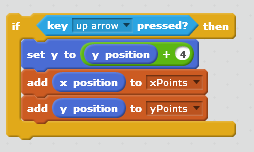 if key up arrow pressed? then
set y to y position + 4
add x position to xPoints
add y position to yPoints